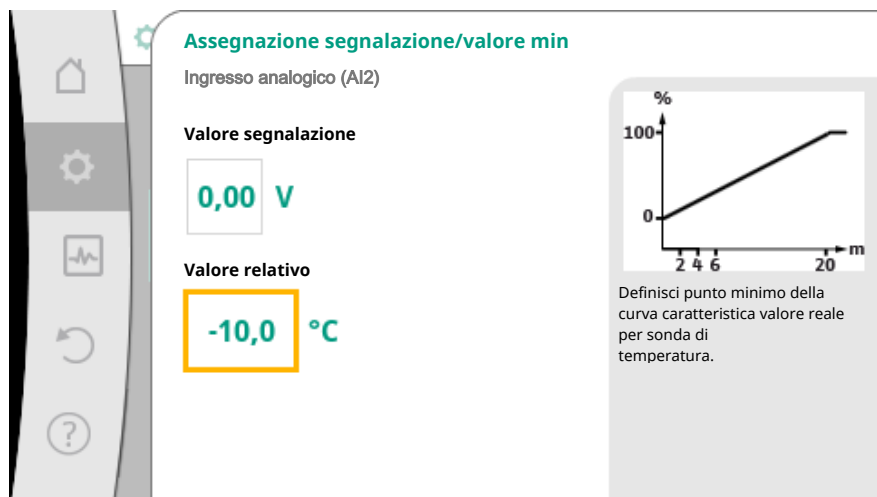 Assegnazione segnalazione/valore min
Ingresso analogico (AI2)
Valore segnalazione
0,00 V
Valore relativo
-10,0 °C
%
100
0
2 4 6 20 m
Definisci punto minimo della
curva caratteristica valore reale
per sonda di
temperatura.
?